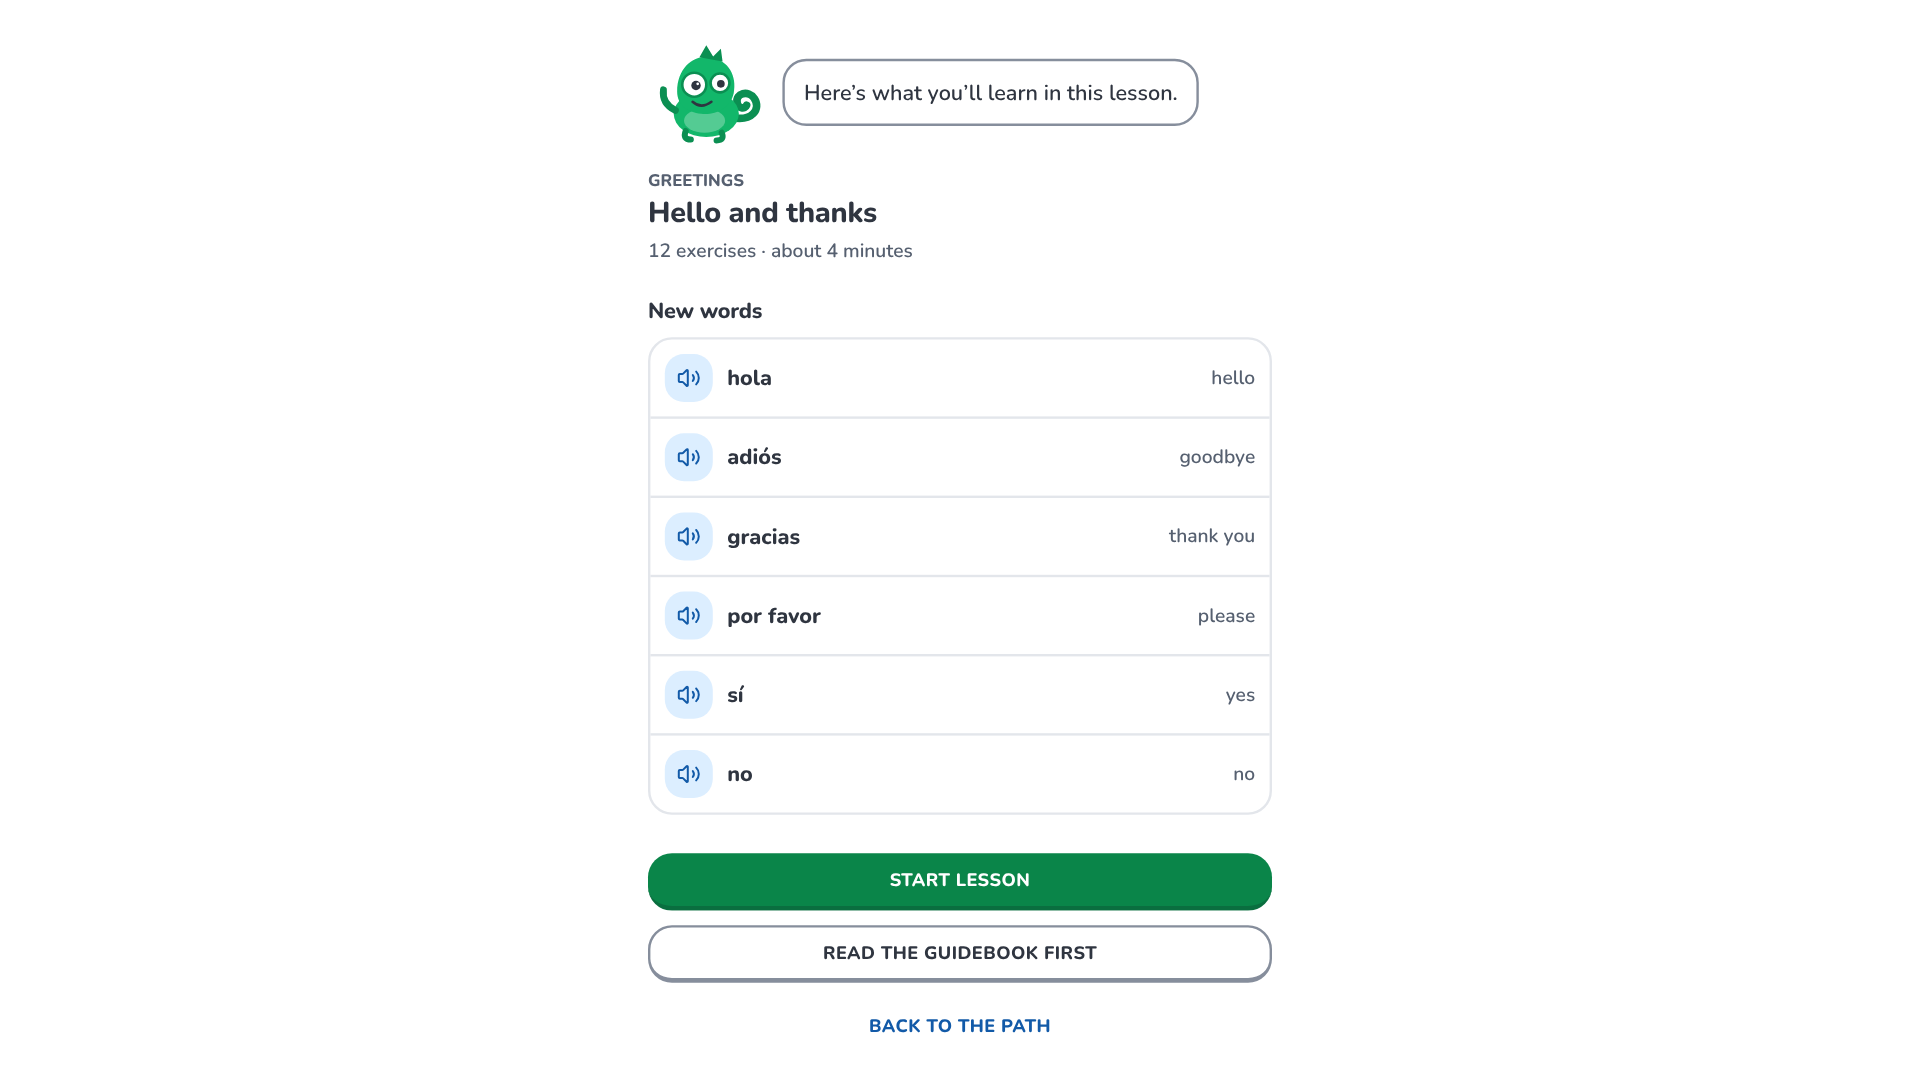 Here’s what you’ll learn in this lesson.
GREETINGS
Hello and thanks
12 exercises · about 4 minutes
New words
hola hello
adiós goodbye
gracias thank you
por favor please
sí yes
no no
START LESSON
READ THE GUIDEBOOK FIRST
BACK TO THE PATH